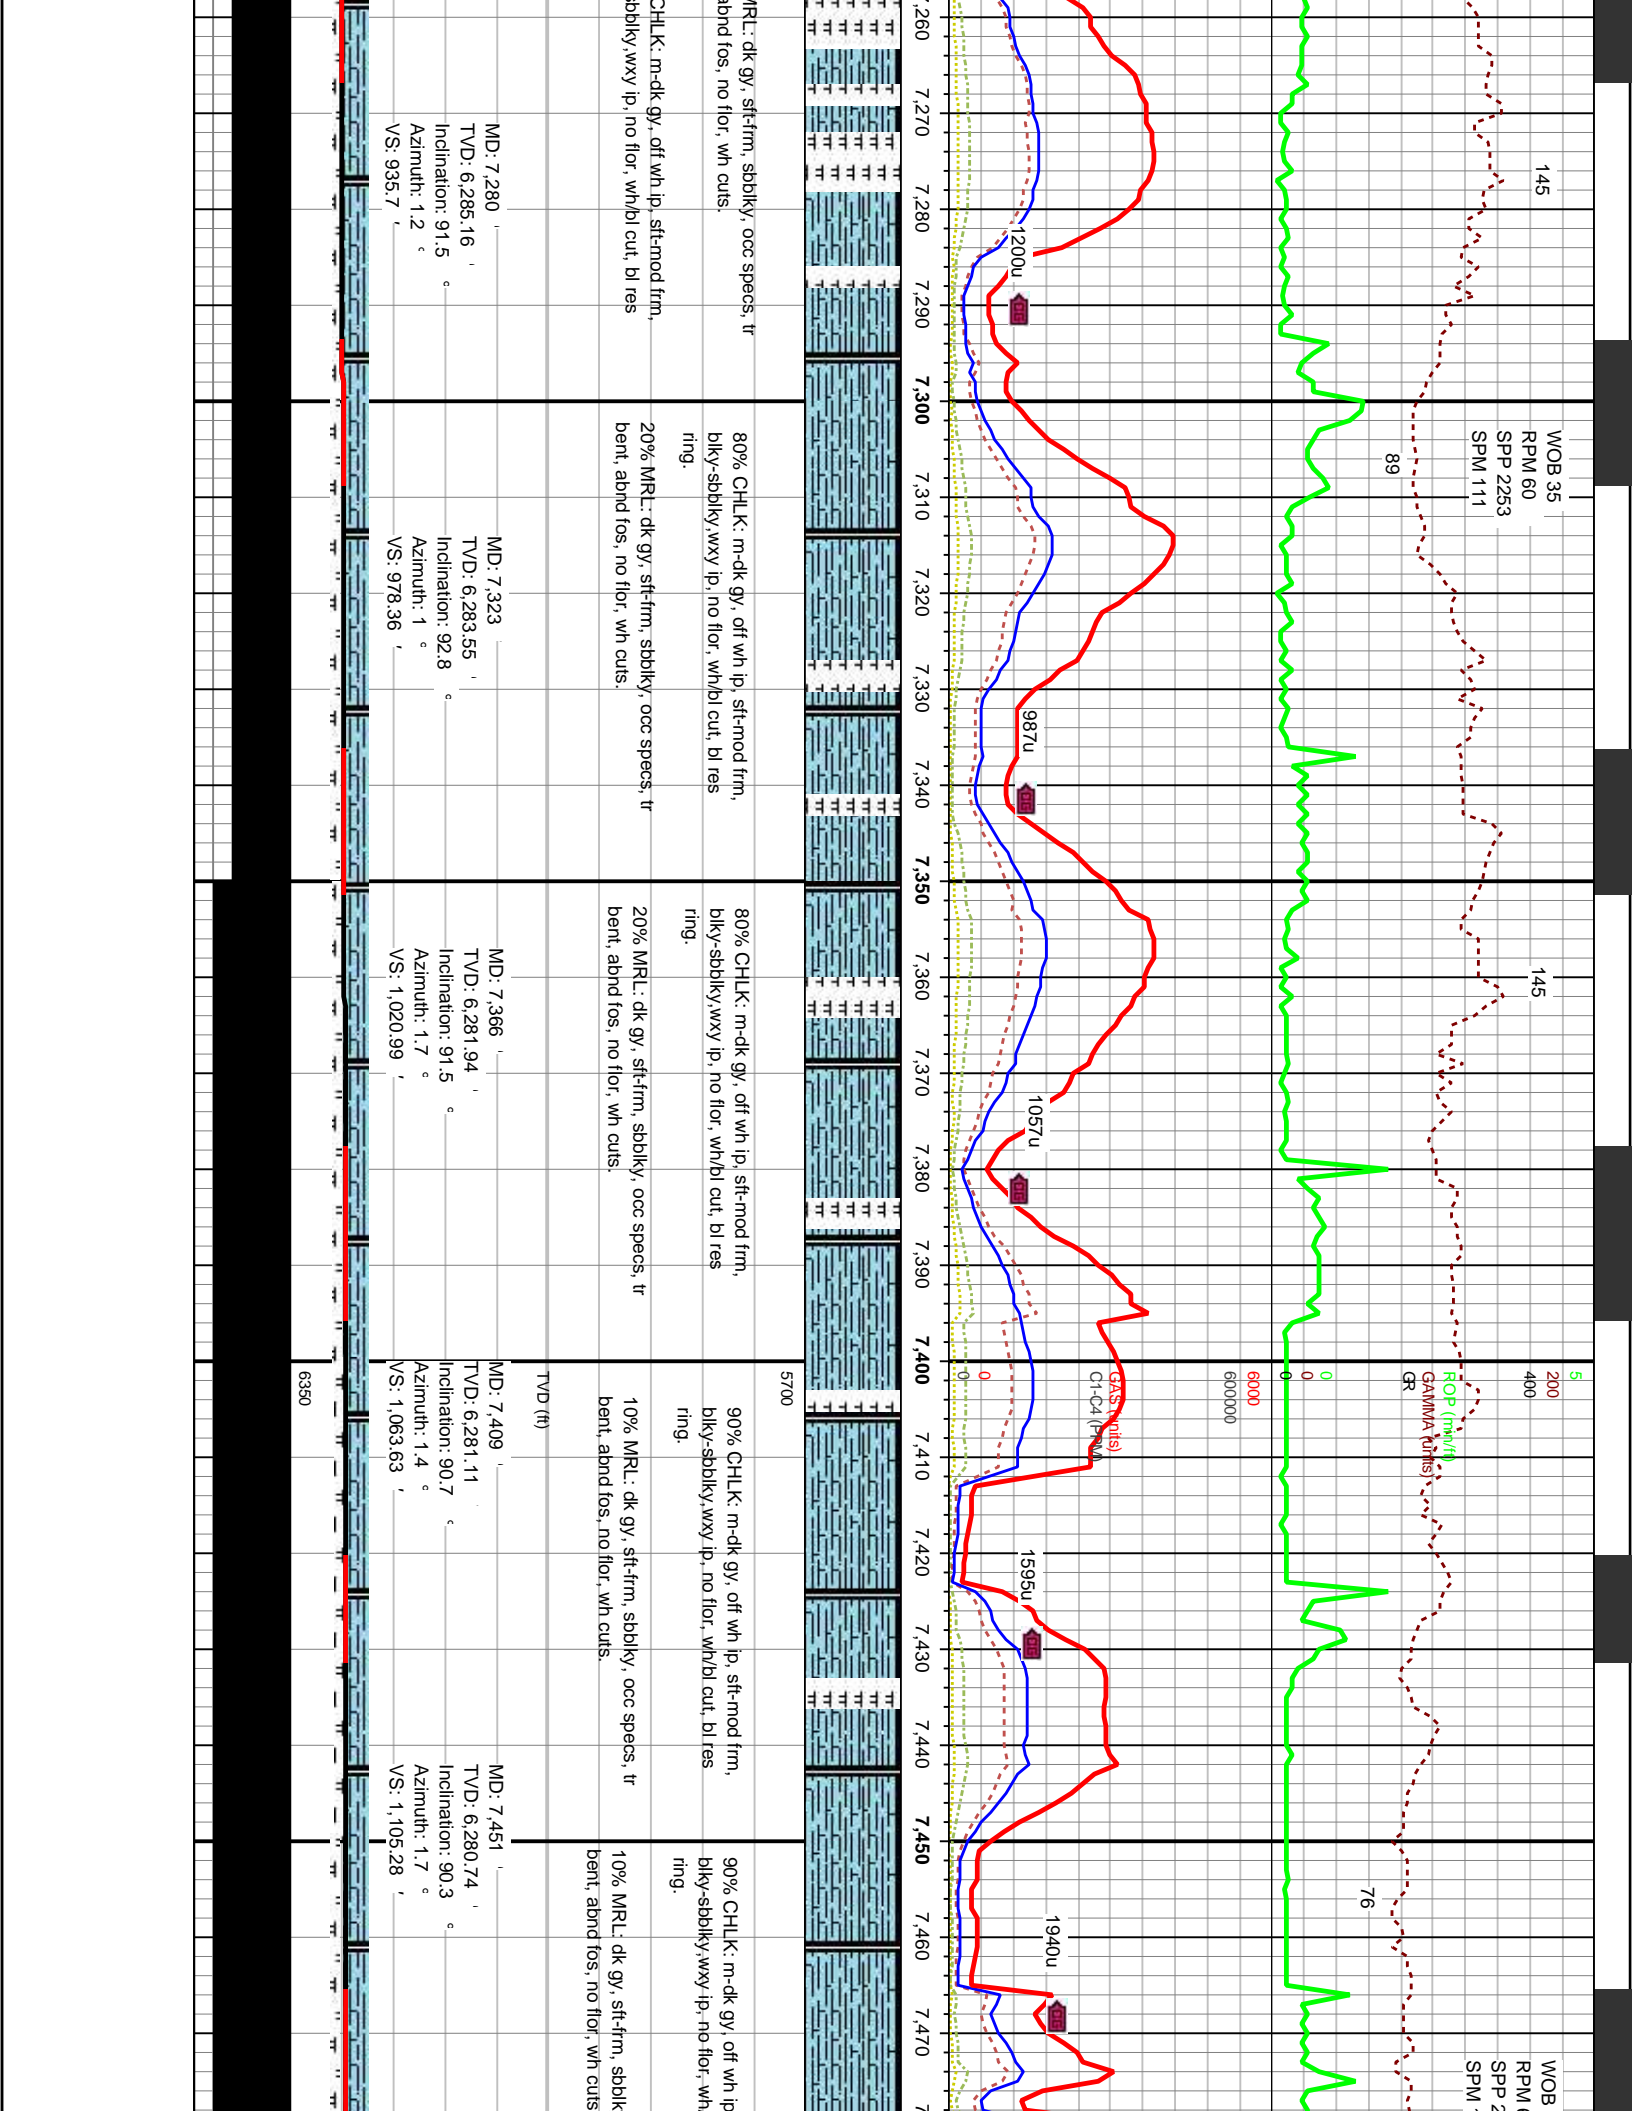 145
WOB 35
RPM 60
SPP 2253
SPM 111
89
145
5
200
400
ROP (min/ft)
GAMMA (units)
GR
0
0
0
76
WOB
RPM
SPP 2
SPM
6000
60000
GAS (units)
C1-C4 (PPM)
0
0
1200u
CG
987u
CG
1057u
CG
1595u
CG
1940u
CG
7,260
7,270
7,280
7,290
7,300
7,310
7,320
7,330
7,340
7,350
7,360
7,370
7,380
7,390
7,400
7,410
7,420
7,430
7,440
7,450
7,460
7,470
MRL: dk gy, sft-frm, sbblky, occ specs, tr
abnd fos, no flor, wh cuts.
CHLK: m-dk gy, off wh ip, sft-mod frm,
sbblky,wxy ip, no flor, wh/bl cut, bl res
80% CHLK: m-dk gy, off wh ip, sft-mod frm,
blky-sbblky,wxy ip, no flor, wh/bl cut, bl res
ring.
20% MRL: dk gy, sft-frm, sbblky, occ specs, tr
bent, abnd fos, no flor, wh cuts.
80% CHLK: m-dk gy, off wh ip, sft-mod frm,
blky-sbblky,wxy ip, no flor, wh/bl cut, bl res
ring.
20% MRL: dk gy, sft-frm, sbblky, occ specs, tr
bent, abnd fos, no flor, wh cuts.
90% CHLK: m-dk gy, off wh ip, sft-mod frm,
blky-sbblky,wxy ip, no flor, wh/bl cut, bl res
ring.
10% MRL: dk gy, sft-frm, sbblky, occ specs, tr
bent, abnd fos, no flor, wh cuts.
90% CHLK: m-dk gy, off wh ip
blky-sbblky,wxy ip, no flor, wh
ring.
10% MRL: dk gy, sft-frm, sbblk
bent, abnd fos, no flor, wh cuts
5700
TVD (ft)
6350
MD: 7,280 '
TVD: 6,285.16 '
Inclination: 91.5 °
Azimuth: 1.2 °
VS: 935.7 '
MD: 7,323 '
TVD: 6,283.55 '
Inclination: 92.8 °
Azimuth: 1 °
VS: 978.36 '
MD: 7,366 '
TVD: 6,281.94 '
Inclination: 91.5 °
Azimuth: 1.7 °
VS: 1,020.99 '
MD: 7,409 '
TVD: 6,281.11 '
Inclination: 90.7 °
Azimuth: 1.4 °
VS: 1,063.63 '
MD: 7,451 '
TVD: 6,280.74 '
Inclination: 90.3 °
Azimuth: 1.7 °
VS: 1,105.28 '